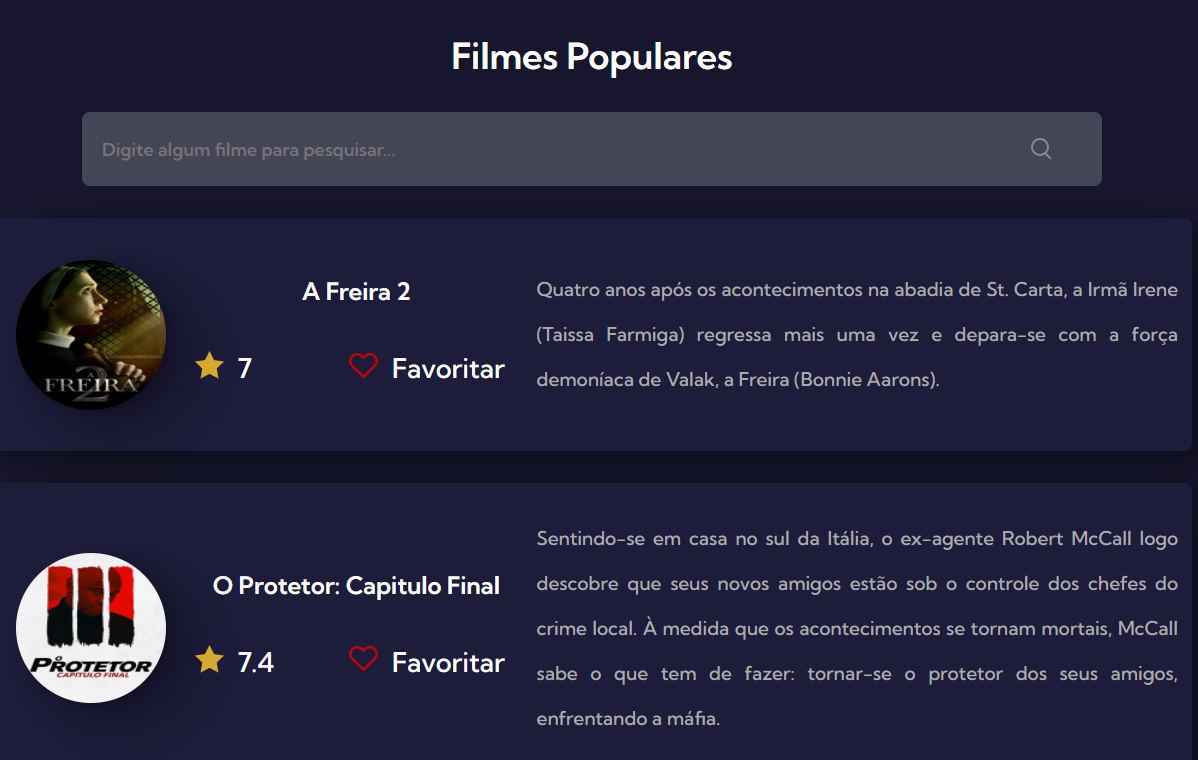 Filmes Populares
Digite algum filme para pesquisar...
A FREIRA
2
A Freira 2
7
Favoritar
Quatro anos após os acontecimentos na abadia de St. Carta, a Irmã Irene
(Taissa Farmiga) regressa mais uma vez e depara-se com a força
demoníaca de Valak, a Freira (Bonnie Aarons).
O PROTETOR
CAPITULO FINAL
O Protetor: Capitulo Final
7.4
Favoritar
Sentindo-se em casa no sul da Itália, o ex-agente Robert McCall logo
descobre que seus novos amigos estão sob o controle dos chefes do
crime local. À medida que os acontecimentos se tornam mortais, McCall
sabe o que tem de fazer: tornar-se o protetor dos seus amigos,
enfrentando a máfia.